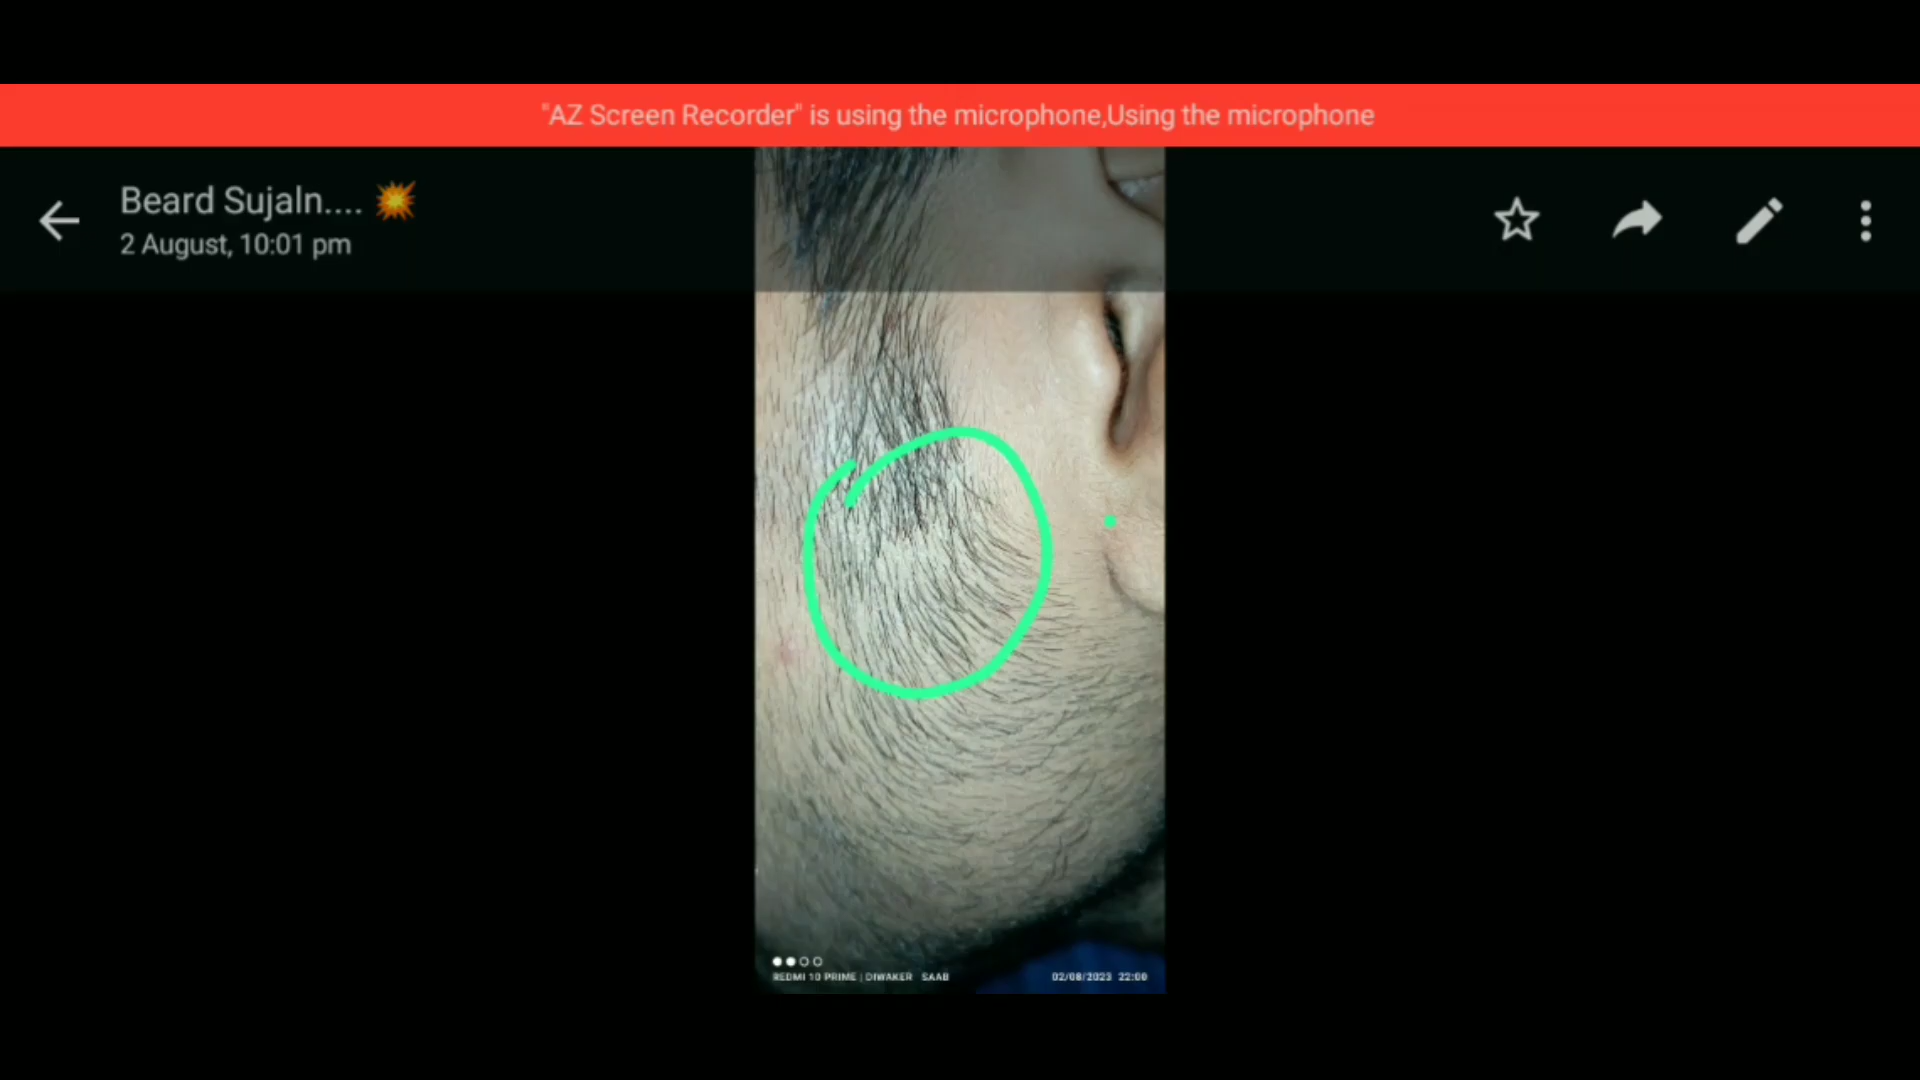 "AZ Screen Recorder" is using the microphone,Using the microphone
Beard Sujaln.... 💥
2 August, 10:01 pm
REDMI 10 PRIME | DIWAKER SAAB
02/08/2023 22:00